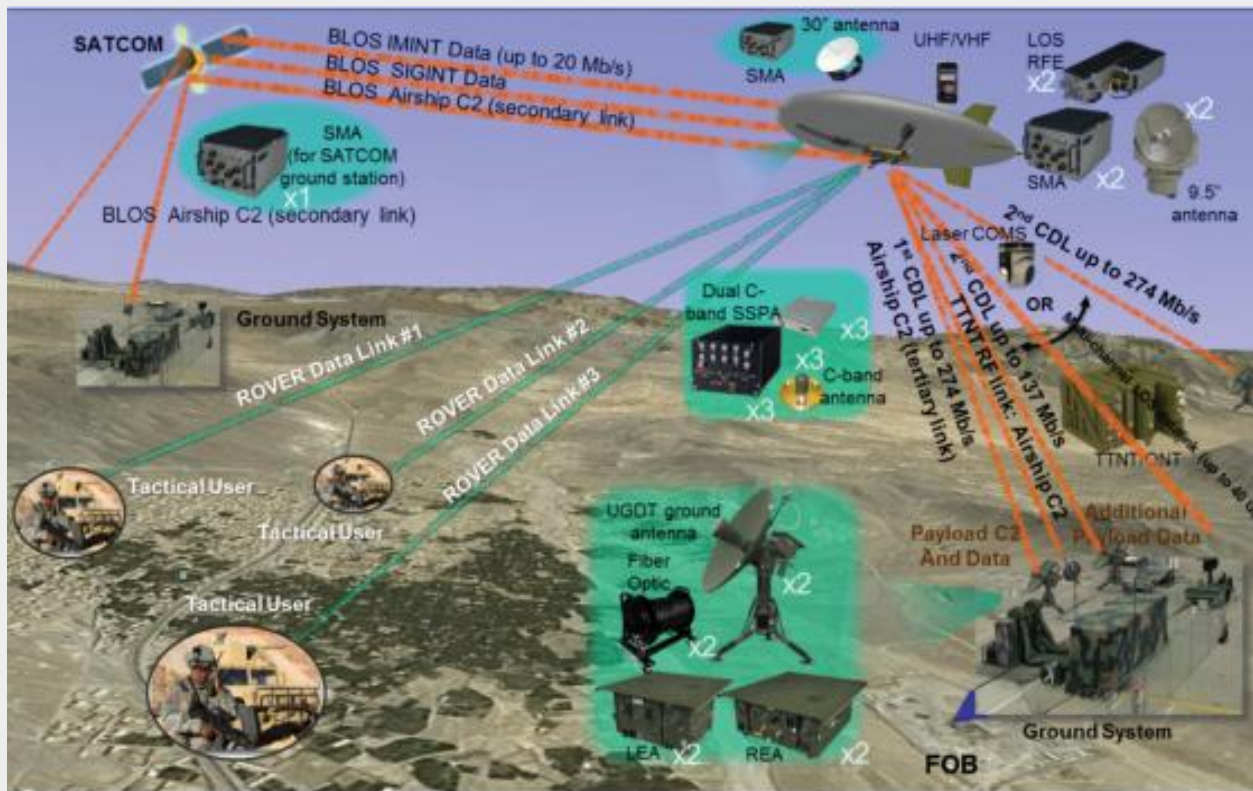 SATCOM
BLOS IMINT Data (up to 20 Mb/s)
BLOS SIGINT Data
BLOS Airship C2 (secondary link)
SMA
(for SATCOM
ground station)
x1
BLOS Airship C2 (secondary link)
30" antenna
SMA
UHF/VHF
LOS
RFE
x2
x2
SMA
x2
9.5"
antenna
Laser COMS
OR
2nd CDL up to 274 Mb/s
1st CDL up to 274 Mb/s
Airship C2 (tertiary link)
2nd CDL up to 137 Mb/s
TTNT RF link: Airship C2
Multi-channel
(up to 40
TTNT/QNT
Ground System
ROVER Data Link #1
ROVER Data Link #2
ROVER Data Link #3
Dual C-
band SSPA
x3
x3
C-band
antenna
x3
Tactical User
Tactical User
Tactical User
UGDT ground
antenna
x2
Fiber
Optic
x2
LEA
x2
REA
x2
Payload C2
And Data
Additional
Payload Data
Ground System
FOB